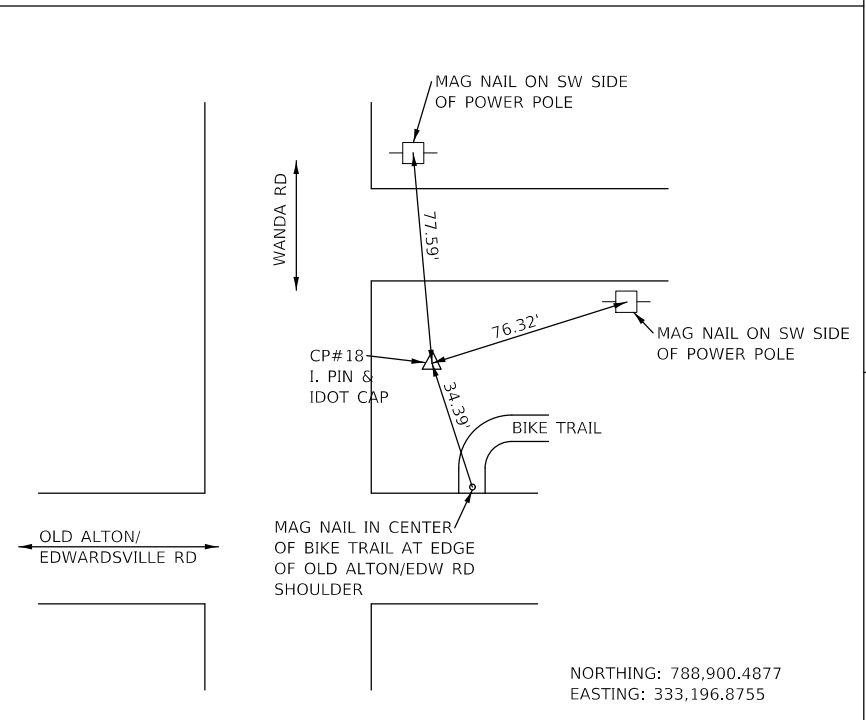 MAG NAIL ON SW SIDE
OF POWER POLE
WANDA RD
77.59'
76.32'
MAG NAIL ON SW SIDE
OF POWER POLE
CP#18
I. PIN &
IDOT CAP
34.39'
BIKE TRAIL
OLD ALTON/
EDWARDSVILLE RD
MAG NAIL IN CENTER
OF BIKE TRAIL AT EDGE
OF OLD ALTON/EDW RD
SHOULDER
NORTHING: 788,900.4877
EASTING: 333,196.8755